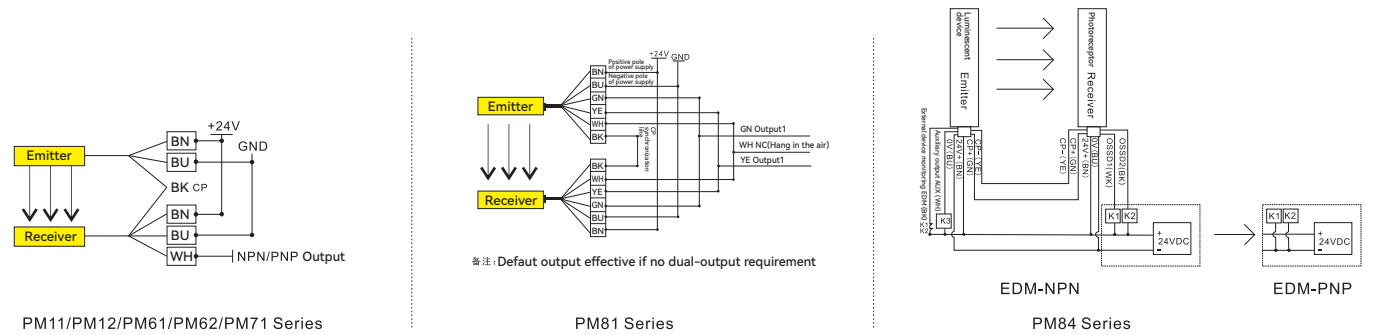 +24V
GND
BN
Emitter
BU
BK CP
BN
Receiver
BU
WH
NPN/PNP Output
PM11/PM12/PM61/PM62/PM71 Series
+24V
GND
Positive pole
of power supply
BN
Negative pole
of power supply
BU
GN
Emitter
YE
WH
BK
CP
synchronization
line
GN Output1
WH NC(Hang in the air)
YE Output1
BK
WH
YE
Receiver
GN
BU
BN
备注:Defaut output effective if no dual-output requirement
PM81 Series
Luminescent
device
Emitter
Photoreceptor
Receiver
External device monitoring EDM(BK)
Auxiliary output AUX(WH)
0V(BU)
24V+(BN)
CP+(GN)
CP-(YE)
CP-(YE)
CP+(GN)
24V+(BN)
0V(BU)
OSSD1(WK)
OSSD2(BK)
K1
K2
K3
K1
K2
+
24VDC
-
K1
K2
+
24VDC
-
EDM-NPN
EDM-PNP
PM84 Series